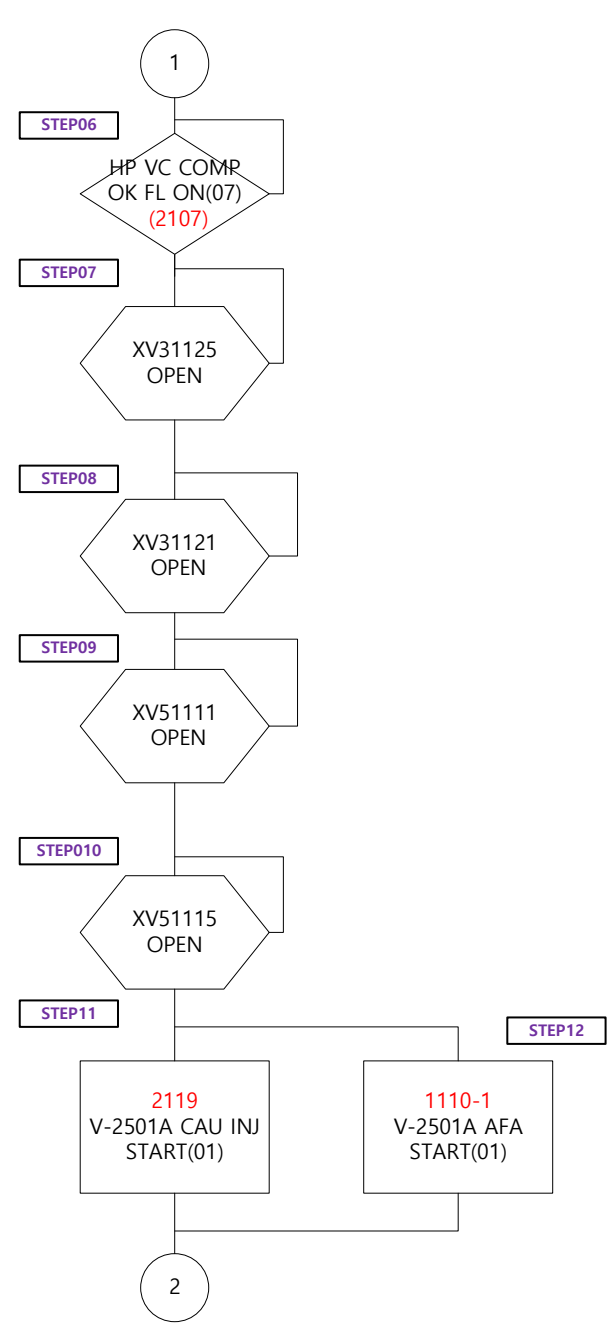 1
STEP06
HP VC COMP
OK FL ON(07)
(2107)
STEP07
XV31125
OPEN
STEP08
XV31121
OPEN
STEP09
XV51111
OPEN
STEP010
XV51115
OPEN
STEP11
STEP12
2119
V-2501A CAU INJ
START(01)
1110-1
V-2501A AFA
START(01)
2